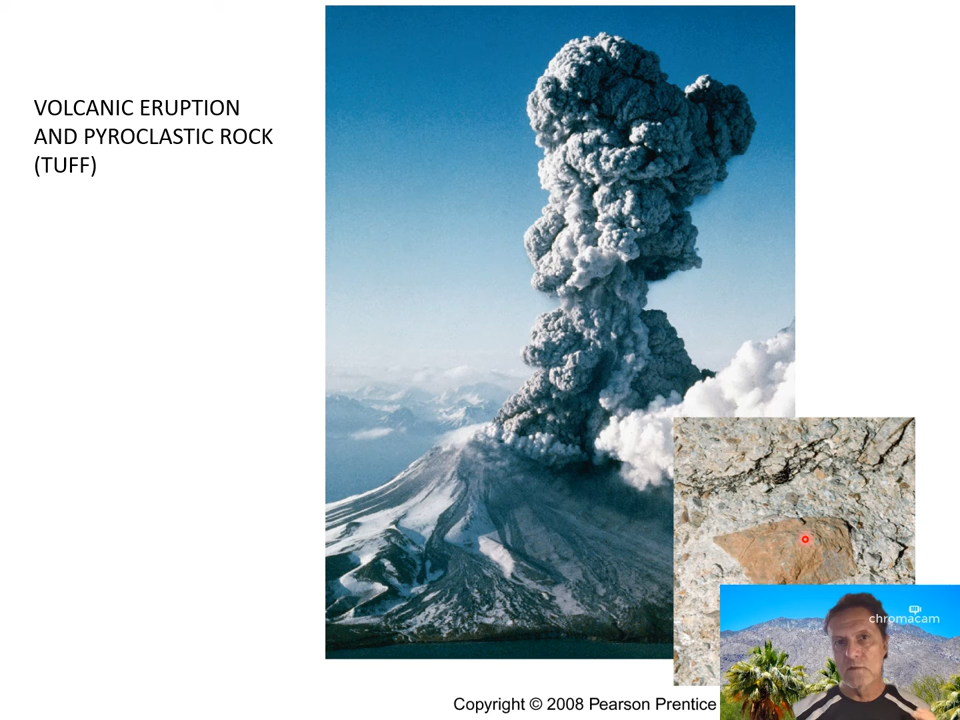 VOLCANIC ERUPTION
AND PYROCLASTIC ROCK
(TUFF)
chromacam
Copyright © 2008 Pearson Prentice